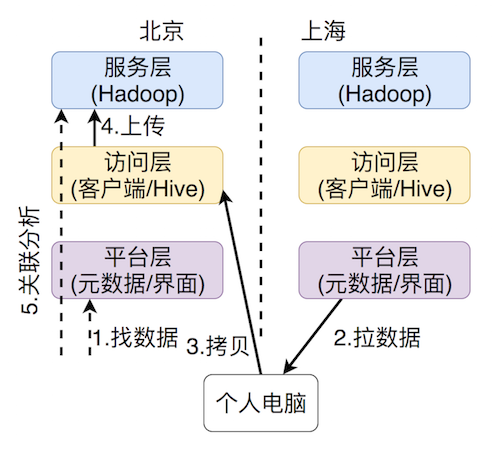 北京
上海
服务层
(Hadoop)
服务层
(Hadoop)
4.上传
访问层
(客户端/Hive)
访问层
(客户端/Hive)
5.关联分析
平台层
(元数据/界面)
平台层
(元数据/界面)
1.找数据
3.拷贝
2.拉数据
个人电脑